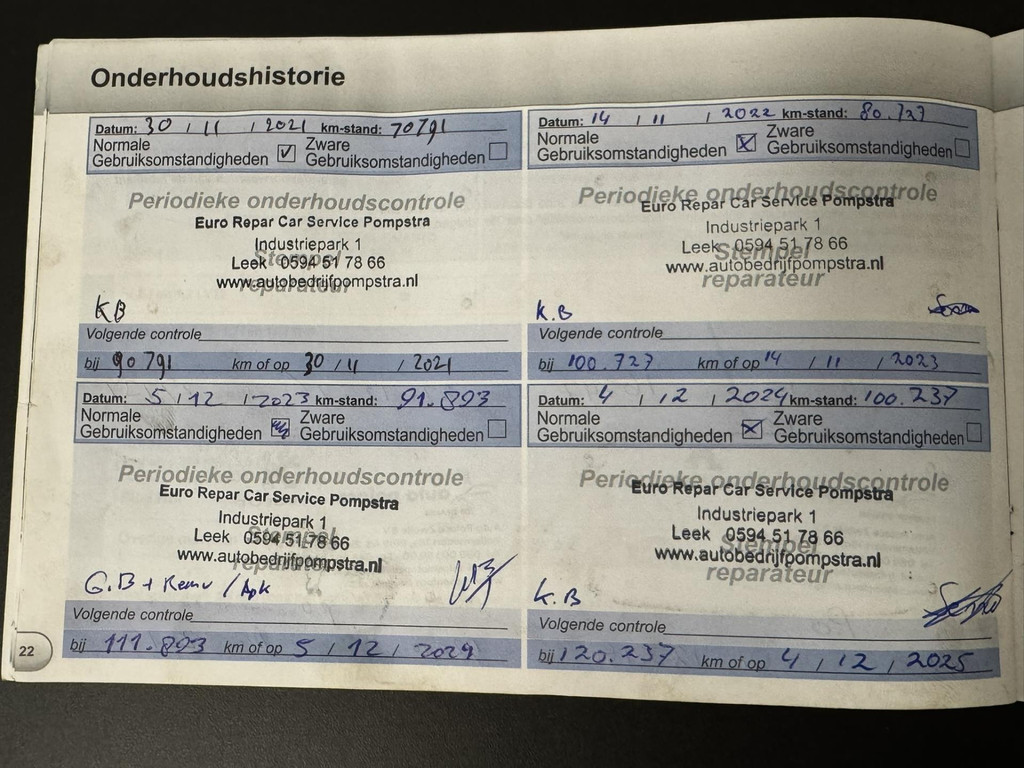 Onderhoudshistorie
Datum: 30 / 11 / 2021 km-stand: 70791
Normale
Gebruiksomstandigheden
Zware
Gebruiksomstandigheden
Periodieke onderhoudscontrole
Euro Repar Car Service Pompstra
Industriepark 1
Stempel
Leek 0594 51 78 66
www.autobedrijfpompstra.nl
reparateur
KB
Volgende controle
bij 90791 km of op 30 / 11 / 2021
Datum: 14 / 11 / 2022 km-stand: 80.727
Normale
Gebruiksomstandigheden
Zware
Gebruiksomstandigheden
Periodieke onderhoudscontrole
Euro Repar Car Service Pompstra
Industriepark 1
Leek 0594 51 78 66
Stempel
www.autobedrijfpompstra.nl
reparateur
K.B
Volgende controle
bij 100.727 km of op 14 / 11 / 2023
Datum: 5 / 12 / 2023 km-stand: 91.893
Normale
Gebruiksomstandigheden
Zware
Gebruiksomstandigheden
Periodieke onderhoudscontrole
Euro Repar Car Service Pompstra
Industriepark 1
Leek 0594 51 78 66
Stempel
www.autobedrijfpompstra.nl
reparateur
G.B + Remv / Apk
Volgende controle
bij 111.893 km of op 5 / 12 / 2024
Datum: 4 / 12 / 2024 km-stand: 100.237
Normale
Gebruiksomstandigheden
Zware
Gebruiksomstandigheden
Periodieke onderhoudscontrole
Euro Repar Car Service Pompstra
Industriepark 1
Leek 0594 51 78 66
Stempel
www.autobedrijfpompstra.nl
reparateur
K.B
Volgende controle
bij 120.237 km of op 4 / 12 / 2025
22